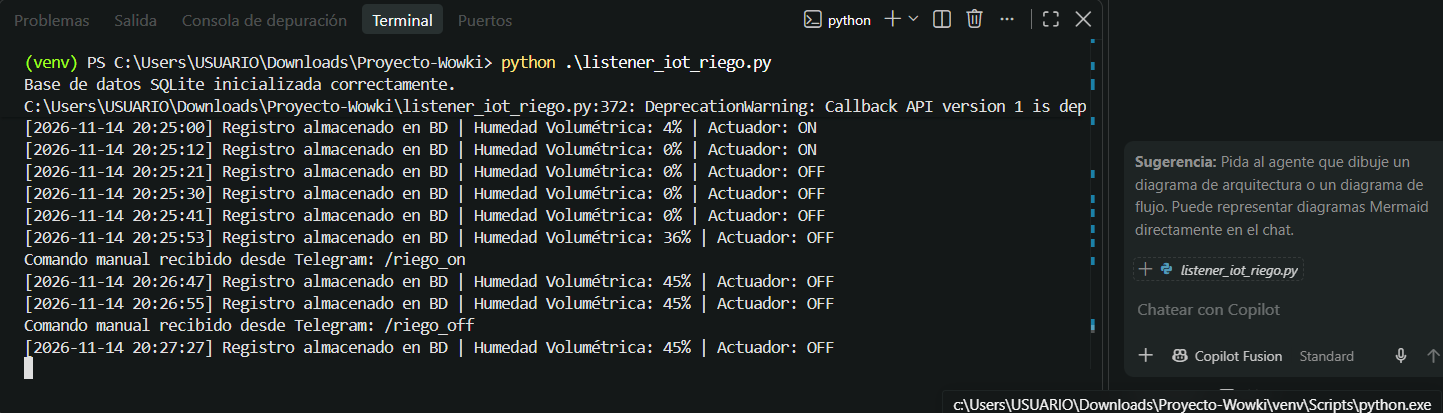 Problemas Salida Consola de depuración Terminal Puertos python
(venv) PS C:\Users\USUARIO\Downloads\Proyecto-Wowki> python .\listener_iot_riego.py
Base de datos SQLite inicializada correctamente.
C:\Users\USUARIO\Downloads\Proyecto-Wowki\listener_iot_riego.py:372: DeprecationWarning: Callback API version 1 is dep
[2026-11-14 20:25:00] Registro almacenado en BD | Humedad Volumétrica: 4% | Actuador: ON
[2026-11-14 20:25:12] Registro almacenado en BD | Humedad Volumétrica: 0% | Actuador: ON
[2026-11-14 20:25:21] Registro almacenado en BD | Humedad Volumétrica: 0% | Actuador: OFF
[2026-11-14 20:25:30] Registro almacenado en BD | Humedad Volumétrica: 0% | Actuador: OFF
[2026-11-14 20:25:41] Registro almacenado en BD | Humedad Volumétrica: 0% | Actuador: OFF
[2026-11-14 20:25:53] Registro almacenado en BD | Humedad Volumétrica: 36% | Actuador: OFF
Comando manual recibido desde Telegram: /riego_on
[2026-11-14 20:26:47] Registro almacenado en BD | Humedad Volumétrica: 45% | Actuador: OFF
[2026-11-14 20:26:55] Registro almacenado en BD | Humedad Volumétrica: 45% | Actuador: OFF
Comando manual recibido desde Telegram: /riego_off
[2026-11-14 20:27:27] Registro almacenado en BD | Humedad Volumétrica: 45% | Actuador: OFF
Sugerencia: Pida al agente que dibuje un
diagrama de arquitectura o un diagrama de
flujo. Puede representar diagramas Mermaid
directamente en el chat.
listener_iot_riego.py
Chatear con Copilot
Copilot Fusion Standard
c:\Users\USUARIO\Downloads\Proyecto-Wowki\venv\Scripts\python.exe